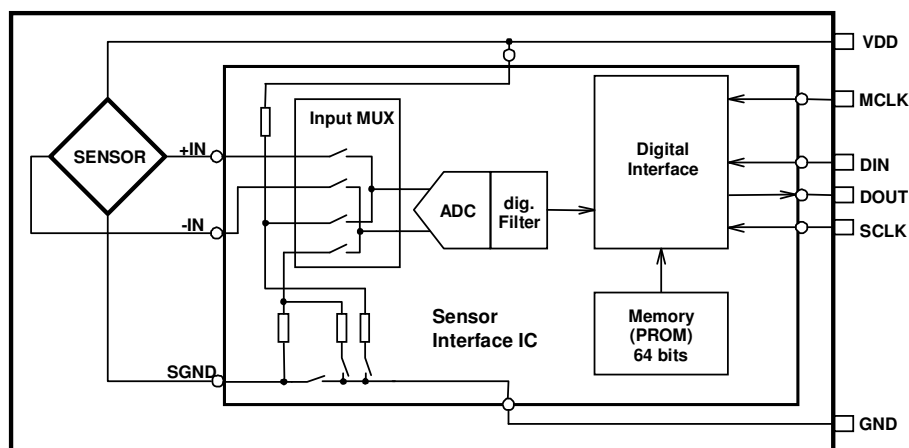 VDD
MCLK
Input MUX
+IN
SENSOR
Digital
Interface
DIN
DOUT
ADC
dig.
Filter
-IN
SCLK
Sensor
Interface IC
Memory
(PROM)
64 bits
SGND
GND